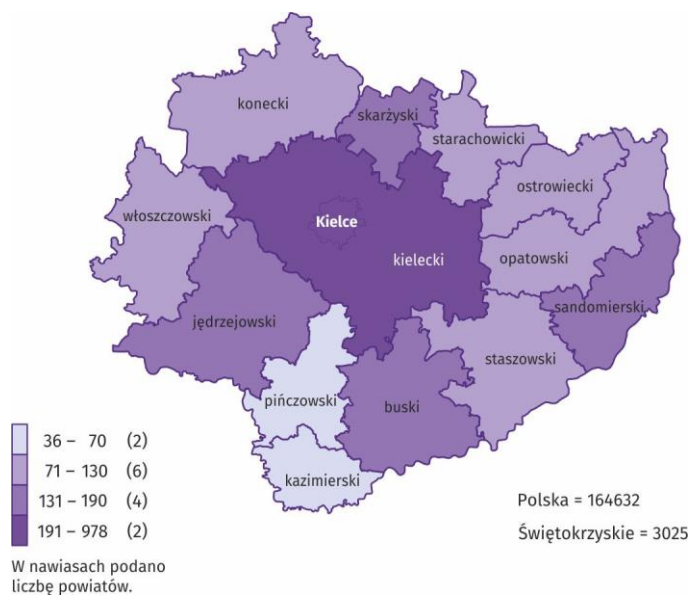 konecki
skarżyski
starachowicki
ostrowiecki
włoszczowski
Kielce
kielecki
opatowski
sandomierski
jędrzejowski
staszowski
pińczowski
buski
kazimierski
36 – 70 (2)
71 – 130 (6)
131 – 190 (4)
191 – 978 (2)
W nawiasach podano
liczbę powiatów.
Polska = 164632
Świętokrzyskie = 3025